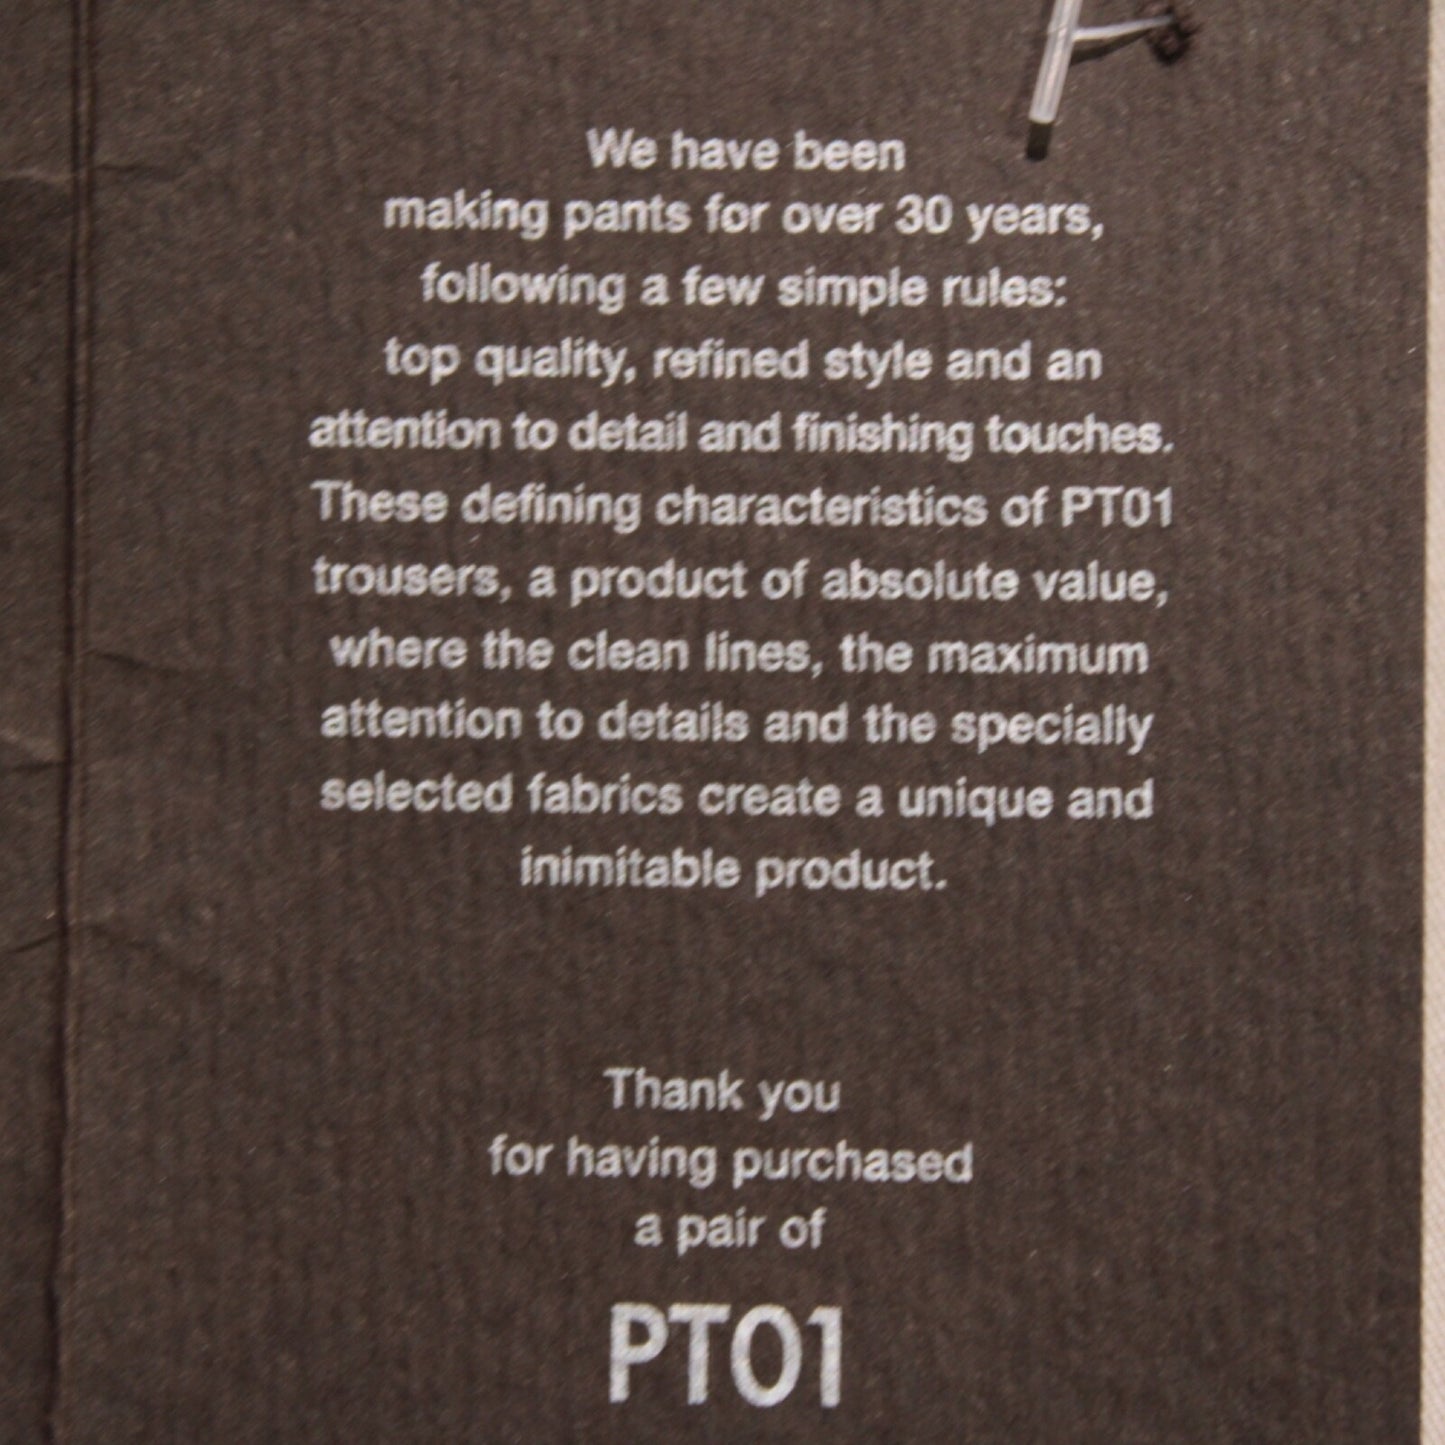 We have been
making pants for over 30 years,
following a few simple rules:
top quality, refined style and an
attention to detail and finishing touches.
These defining characteristics of PT01
trousers, a product of absolute value,
where the clean lines, the maximum
attention to details and the specially
selected fabrics create a unique and
inimitable product.
Thank you
for having purchased
a pair of
PT01